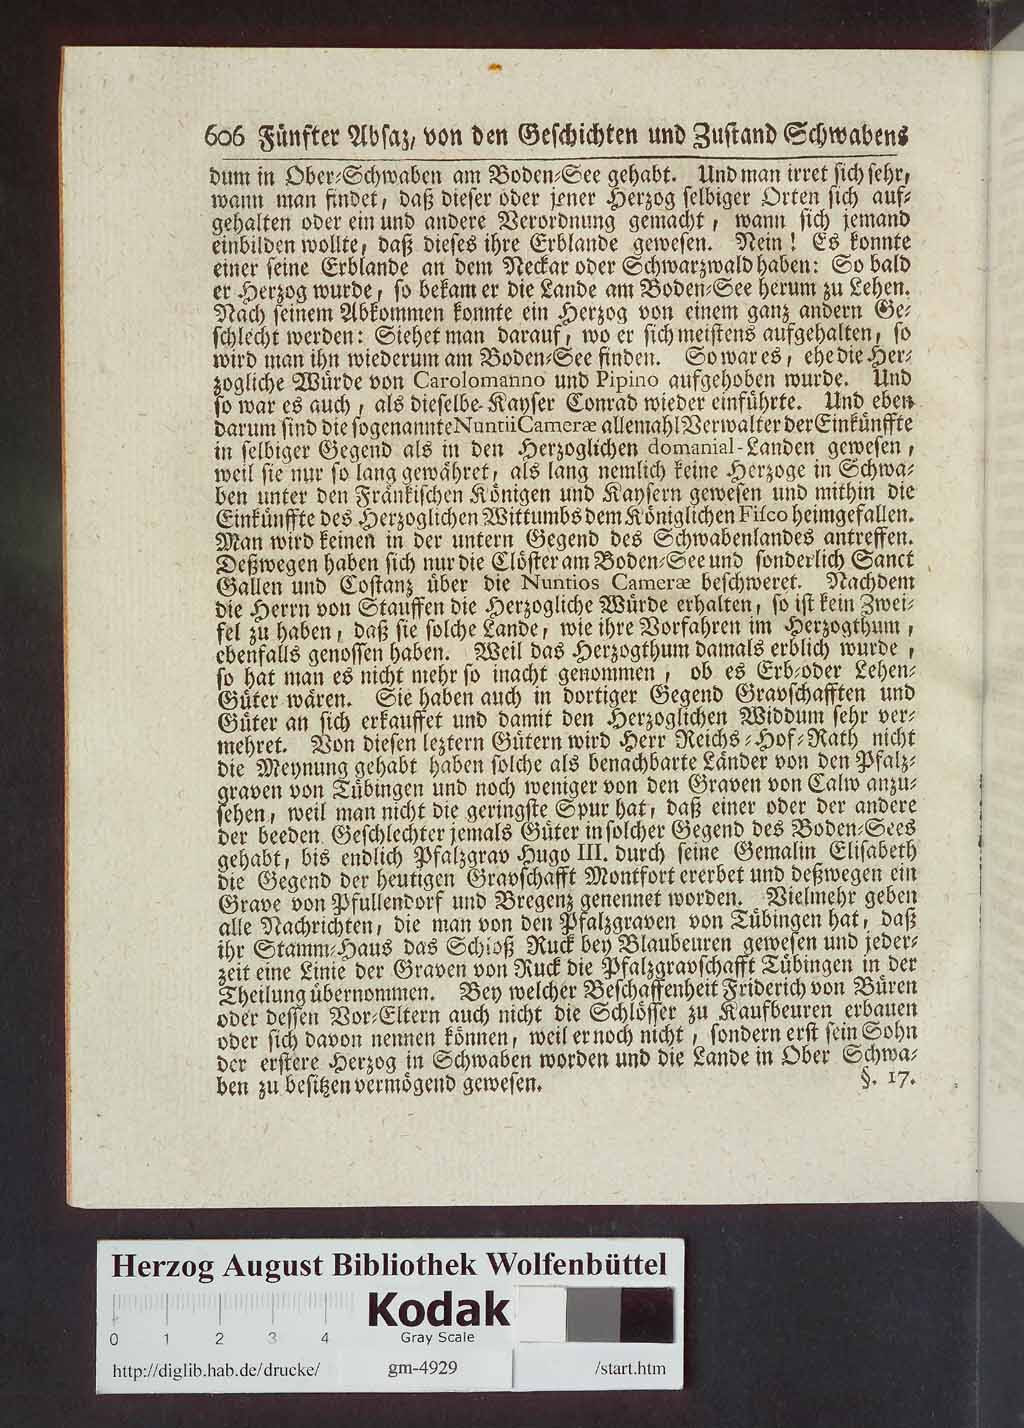 606 Fünfter Absaz, von den Geschichten und Zustand Schwabens
dum in Ober-Schwaben am Boden-See gehabt. Und man irret sich sehr,
wann man findet, daß dieser oder jener Herzog selbiger Orten sich auf-
gehalten oder ein und andere Verordnung gemacht, wann sich jemand
einbilden wollte, daß dieses ihre Erblande gewesen. Nein! Es konnte
einer seine Erblande an dem Neckar oder Schwarzwald haben: So bald
er Herzog wurde, so bekam er die Lande am Boden-See herum zu Lehen.
Nach seinem Abkommen konnte ein Herzog von einem ganz andern Ge-
schlecht werden: Siehet man darauf, wo er sich meistens aufgehalten, so
wird man ihn wiederum am Boden-See finden. So war es, ehe die Her-
zogliche Würde von Carolomanno und Pipino aufgehoben wurde. Und
so war es auch, als dieselbe Kayser Conrad wieder einführte. Und eben
darum sind die sogenannte Nuntii Cameræ allemahl Verwalter der Einkünffte
in selbiger Gegend als in den Herzoglichen domanial-Landen gewesen,
weil sie nur so lang gewähret, als lang nemlich keine Herzoge in Schwa-
ben unter den Fränkischen Königen und Kaysern gewesen und mithin die
Einkünffte des Herzoglichen Wittumbs dem Königlichen Fisco heimgefallen.
Man wird keinen in der untern Gegend des Schwabenlandes antreffen.
Deßwegen haben sich nur die Clöster am Boden-See und sonderlich Sanct
Gallen und Costanz über die Nuntios Cameræ beschweret. Nachdem
die Herrn von Stauffen die Herzogliche Würde erhalten, so ist kein Zwei-
fel zu haben, daß sie solche Lande, wie ihre Vorfahren im Herzogthum,
ebenfalls genossen haben. Weil das Herzogthum damals erblich wurde,
so hat man es nicht mehr so inacht genommen, ob es Erb-oder Lehen-
Güter wären. Sie haben auch in dortiger Gegend Gravschafften und
Güter an sich erkauffet und damit den Herzoglichen Widdum sehr ver-
mehret. Von diesen leztern Gütern wird Herr Reichs-Hof-Rath nicht
die Meynung gehabt haben solche als benachbarte Länder von den Pfalz-
graven von Tübingen und noch weniger von den Graven von Calw anzu-
sehen, weil man nicht die geringste Spur hat, daß einer oder der andere
der beeden Geschlechter jemals Güter in solcher Gegend des Boden-Sees
gehabt, bis endlich Pfalzgrav Hugo III. durch seine Gemalin Elisabeth
die Gegend der heutigen Gravschafft Montfort ererbet und deßwegen ein
Grave von Pfullendorf und Bregenz genennet worden. Vielmehr geben
alle Nachrichten, die man von den Pfalzgraven von Tübingen hat, daß
ihr Stamm-Haus das Schloß Ruck bey Blaubeuren gewesen und jeder-
zeit eine Linie der Graven von Ruck die Pfalzgravschafft Tübingen in der
Theilung übernommen. Bey welcher Beschaffenheit Friderich von Büren
oder dessen Vor-Eltern auch nicht die Schlösser zu Kaufbeuren erbauen
oder sich davon nennen können, weil er noch nicht, sondern erst sein Sohn
der erstere Herzog in Schwaben worden und die Lande in Ober Schwa-
ben zu besitzen vermögend gewesen.
§. 17.
Herzog August Bibliothek Wolfenbüttel
Kodak
Gray Scale
0 1 2 3 4
http://diglib.hab.de/drucke/ gm-4929 /start.htm